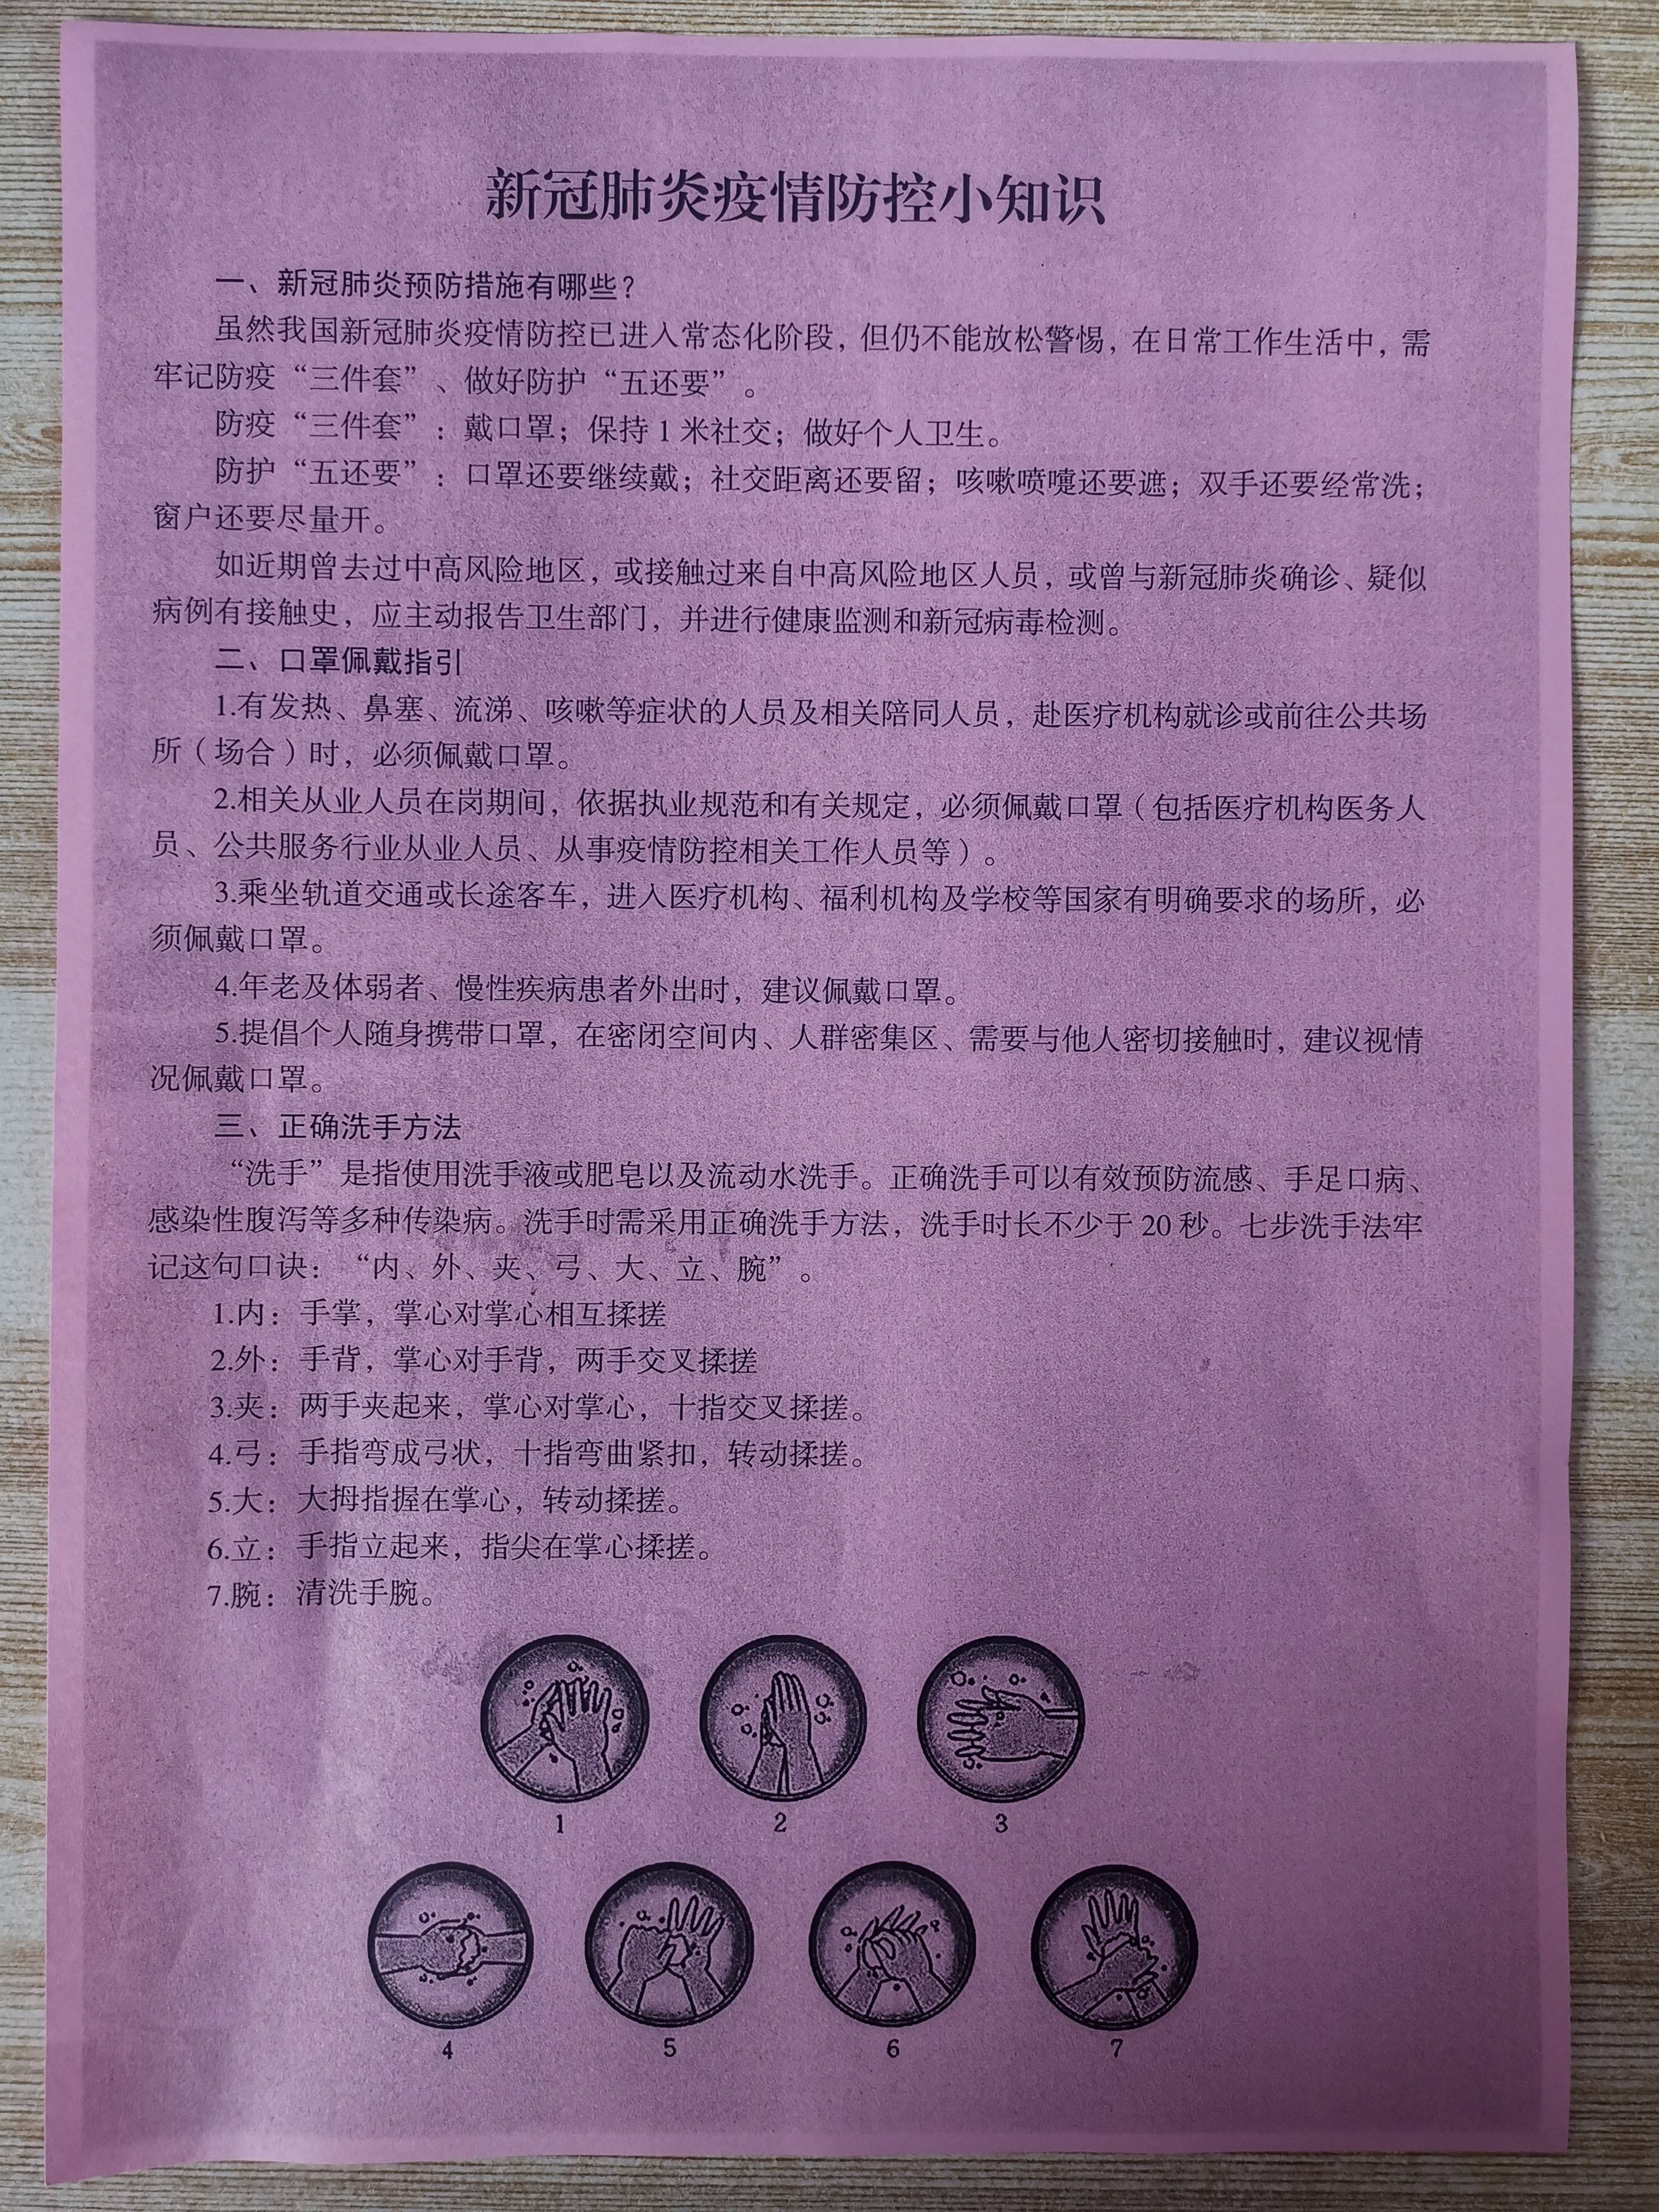 新冠肺炎疫情防控小知识
一、新冠肺炎预防措施有哪些？
虽然我国新冠肺炎疫情防控已进入常态化阶段，但仍不能放松警惕，在日常工作生活中，需
牢记防疫“三件套”、做好防护“五还要”。
防疫“三件套”：戴口罩；保持1米社交；做好个人卫生。
防护“五还要”：口罩还要继续戴；社交距离还要留；咳嗽喷嚏还要遮；双手还要经常洗；
窗户还要尽量开。
如近期曾去过中高风险地区，或接触过来自中高风险地区人员，或曾与新冠肺炎确诊、疑似
病例有接触史，应主动报告卫生部门，并进行健康监测和新冠病毒检测。
二、口罩佩戴指引
1.有发热、鼻塞、流涕、咳嗽等症状的人员及相关陪同人员，赴医疗机构就诊或前往公共场
所（场合）时，必须佩戴口罩。
2.相关从业人员在岗期间，依据执业规范和有关规定，必须佩戴口罩（包括医疗机构医务人
员、公共服务行业从业人员、从事疫情防控相关工作人员等）。
3.乘坐轨道交通或长途客车，进入医疗机构、福利机构及学校等国家有明确要求的场所，必
须佩戴口罩。
4.年老及体弱者、慢性疾病患者外出时，建议佩戴口罩。
5.提倡个人随身携带口罩，在密闭空间内、人群密集区、需要与他人密切接触时，建议视情
况佩戴口罩。
三、正确洗手方法
“洗手”是指使用洗手液或肥皂以及流动水洗手。正确洗手可以有效预防流感、手足口病、
感染性腹泻等多种传染病。洗手时需采用正确洗手方法，洗手时长不少于20秒。七步洗手法牢
记这句口诀：“内、外、夹、弓、大、立、腕”。
1.内：手掌，掌心对掌心相互揉搓
2.外：手背，掌心对手背，两手交叉揉搓
3.夹：两手夹起来，掌心对掌心，十指交叉揉搓。
4.弓：手指弯成弓状，十指弯曲紧扣，转动揉搓。
5.大：大拇指握在掌心，转动揉搓。
6.立：手指立起来，指尖在掌心揉搓。
7.腕：清洗手腕。
1 2 3
4 5 6 7